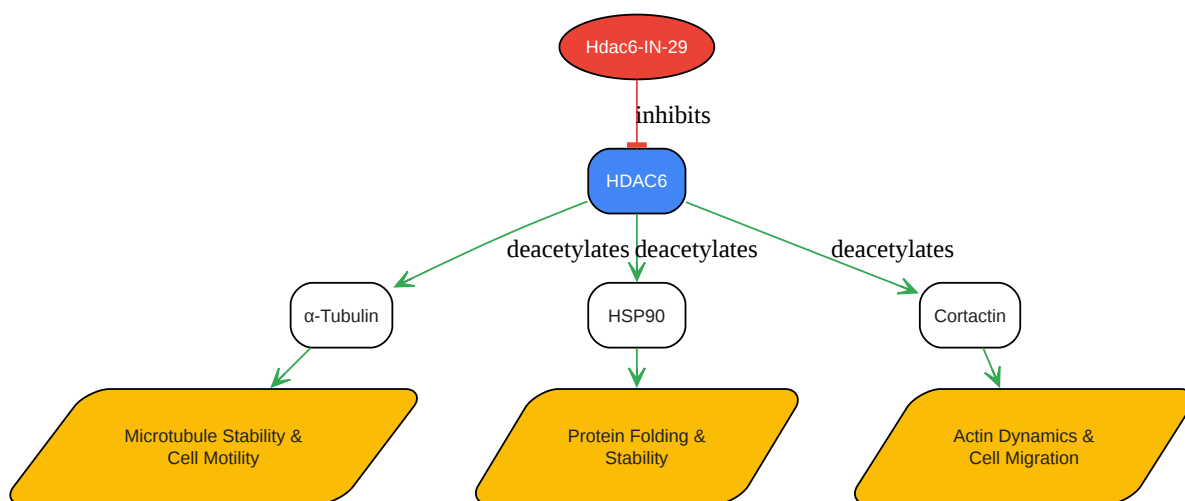 Hdac6-IN-29
inhibits
HDAC6
deacetylates
deacetylates
deacetylates
α-Tubulin
HSP90
Cortactin
Microtubule Stability &
Cell Motility
Protein Folding &
Stability
Actin Dynamics &
Cell Migration